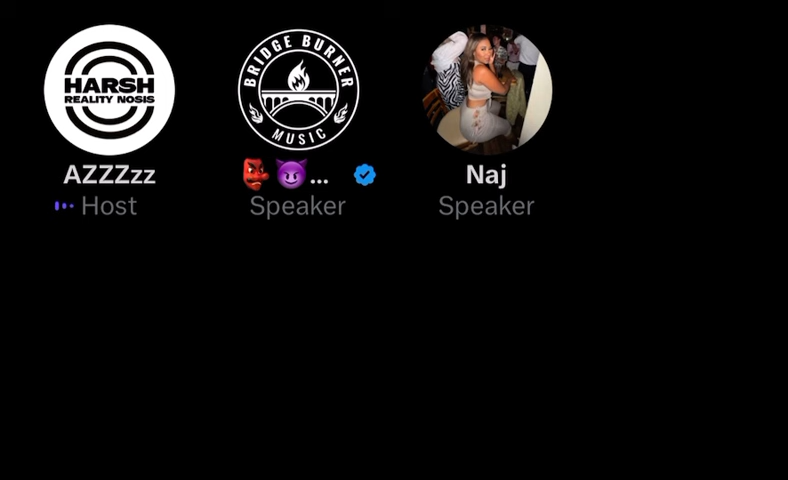 HARSH
REALITY NOSIS
BRIDGE BURNER
MUSIC
AZZZzz
👺😈...
Naj
Host
Speaker
Speaker